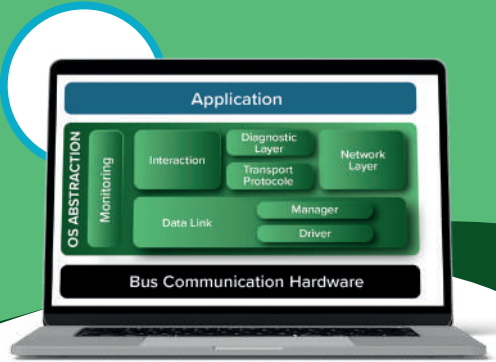 Application
OS ABSTRACTION
Monitoring
Interaction
Diagnostic
Layer
Transport
Protocole
Network
Layer
Data Link
Manager
Driver
Bus Communication Hardware